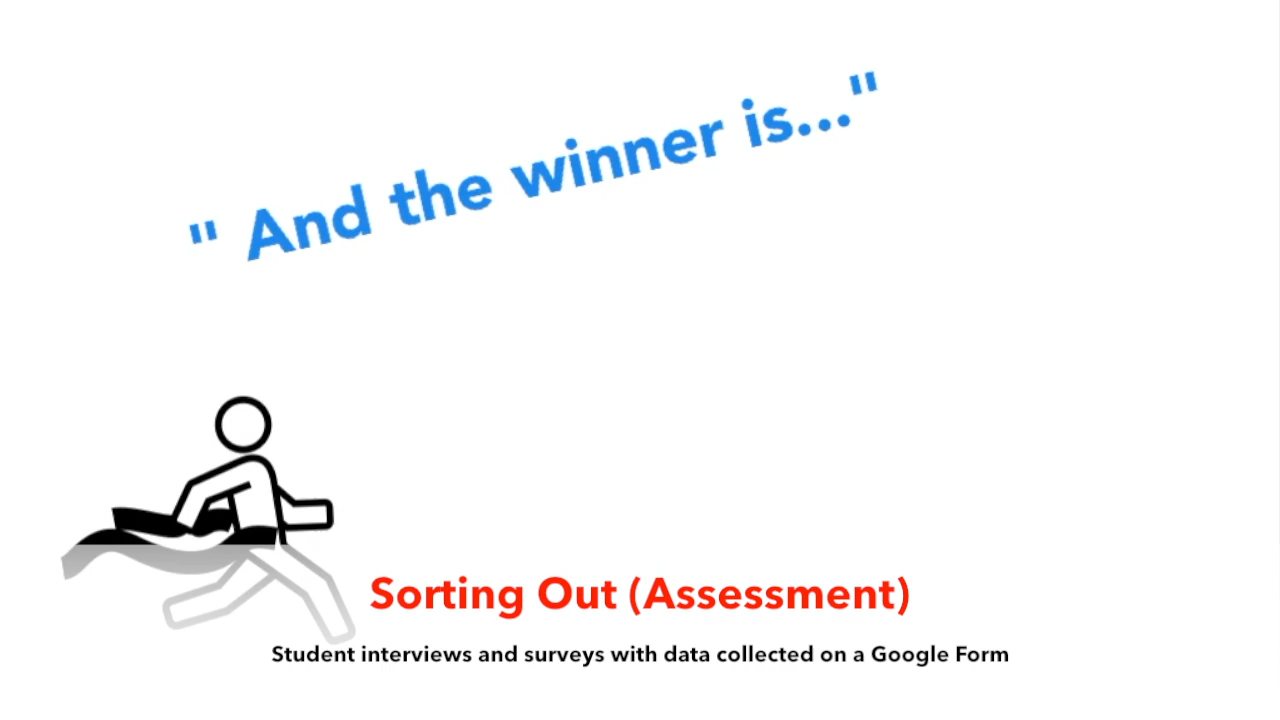 " And the winner is..."
Sorting Out (Assessment)
Student interviews and surveys with data collected on a Google Form